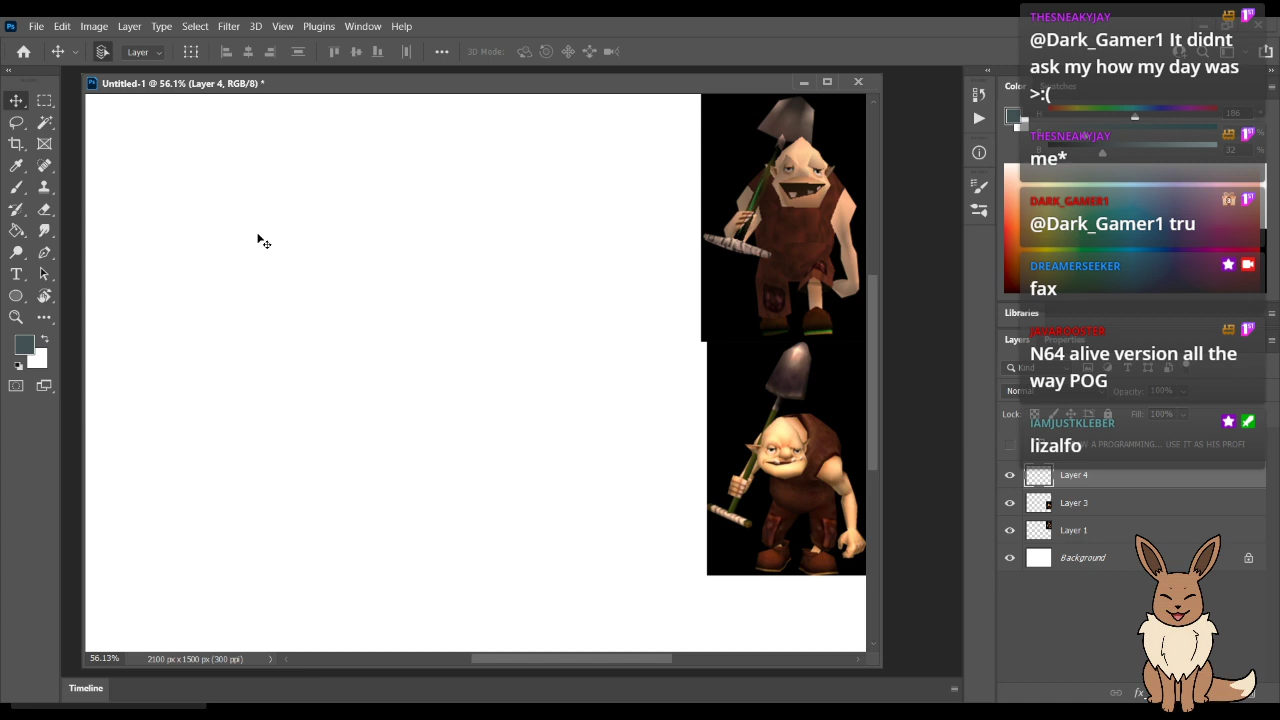 Ps File Edit Image Layer Type Select Filter 3D View Plugins Window Help
Layer 3D Mode:
Ps Untitled-1 @ 56.1% (Layer 4, RGB/8) *
56.13% 2100 px x 1500 px (300 ppi)
Timeline
THESNEAKYJAY
@Dark_Gamer1 It didnt
ask my how my day was
>:(
THESNEAKYJAY
me*
DARK_GAMER1
@Dark_Gamer1 tru
DREAMERSEEKER
fax
JAVAROOSTER
N64 alive version all the
way POG
IAMJUSTKLEBER
lizalfo
Color Swatches
H 186
B 32 %
Libraries
Layers Properties
Kind
Normal Opacity: 100%
Lock: Fill: 100%
A PROGRAMMING... USE IT AS HIS PROFI
Layer 4
Layer 3
Layer 1
Background
fx